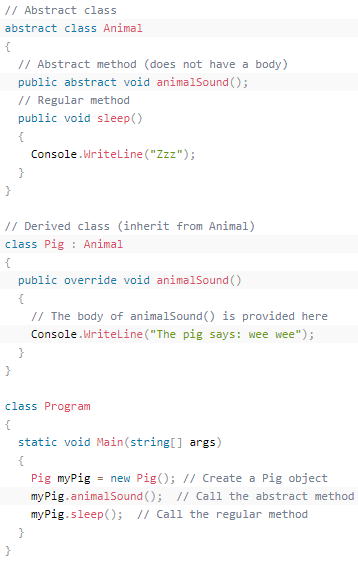 // Abstract class
abstract class Animal
{
  // Abstract method (does not have a body)
  public abstract void animalSound();
  // Regular method
  public void sleep()
  {
    Console.WriteLine("Zzz");
  }
}

// Derived class (inherit from Animal)
class Pig : Animal
{
  public override void animalSound()
  {
    // The body of animalSound() is provided here
    Console.WriteLine("The pig says: wee wee");
  }
}

class Program
{
  static void Main(string[] args)
  {
    Pig myPig = new Pig(); // Create a Pig object
    myPig.animalSound();  // Call the abstract method
    myPig.sleep();  // Call the regular method
  }
}